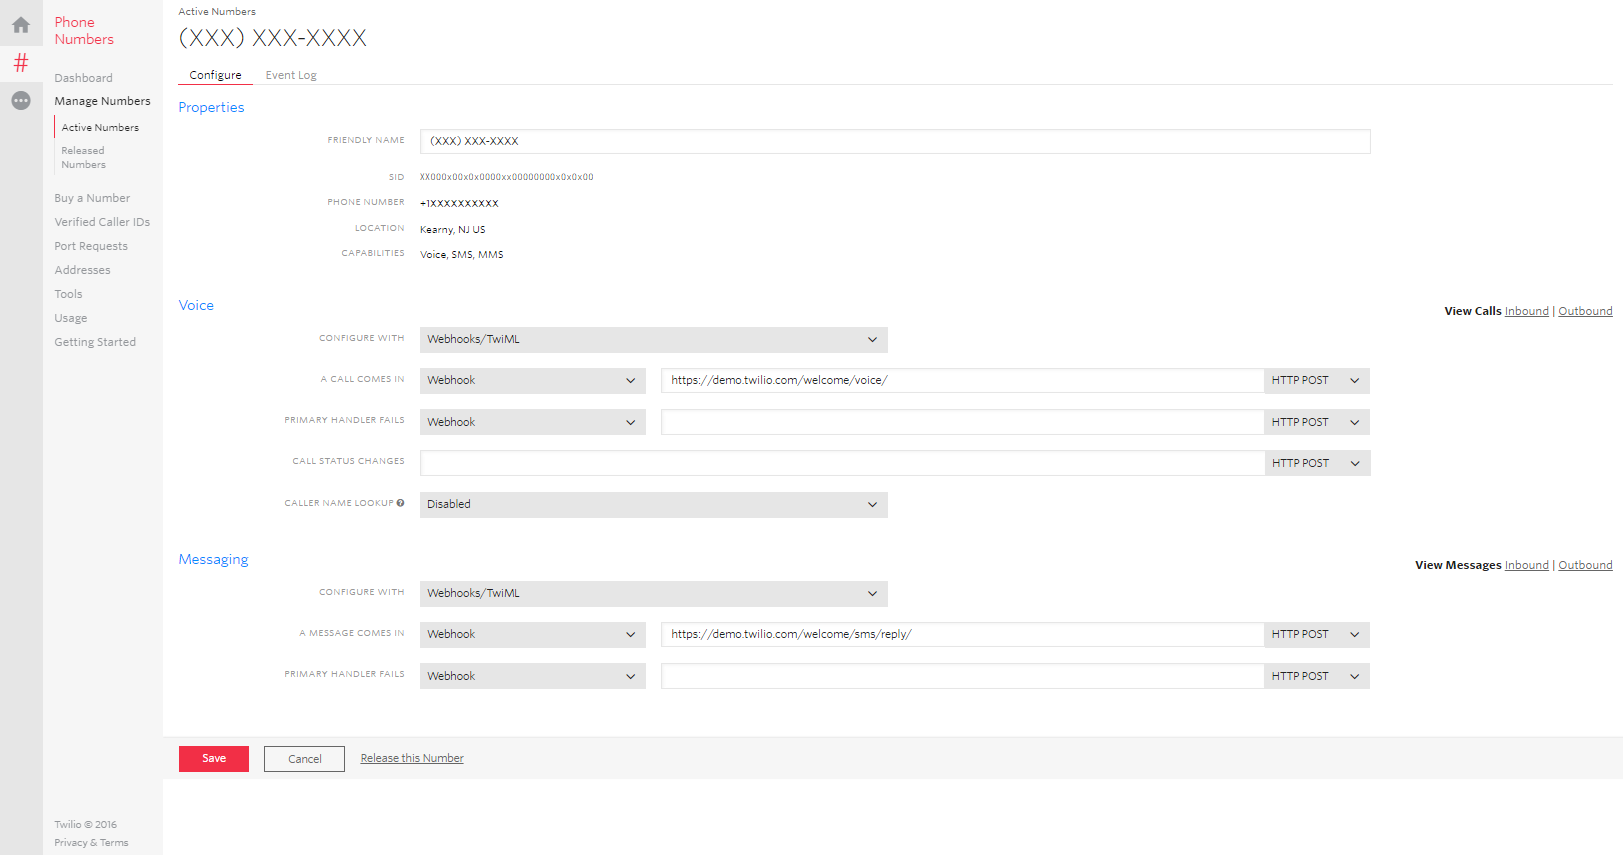 Phone
Numbers
Dashboard
Manage Numbers
Active Numbers
Released
Numbers
Buy a Number
Verified Caller IDs
Port Requests
Addresses
Tools
Usage
Getting Started
Twilio © 2016
Privacy & Terms
Active Numbers
(XXX) XXX-XXXX
Configure Event Log
Properties
FRIENDLY NAME (XXX) XXX-XXXX
SID XX000x00x0x0000xx00000000x0x0x00
PHONE NUMBER +1XXXXXXXXXX
LOCATION Kearny, NJ US
CAPABILITIES Voice, SMS, MMS
Voice View Calls Inbound | Outbound
CONFIGURE WITH Webhooks/TwiML
A CALL COMES IN Webhook https://demo.twilio.com/welcome/voice/ HTTP POST
PRIMARY HANDLER FAILS Webhook HTTP POST
CALL STATUS CHANGES HTTP POST
CALLER NAME LOOKUP ? Disabled
Messaging View Messages Inbound | Outbound
CONFIGURE WITH Webhooks/TwiML
A MESSAGE COMES IN Webhook https://demo.twilio.com/welcome/sms/reply/ HTTP POST
PRIMARY HANDLER FAILS Webhook HTTP POST
Save Cancel Release this Number